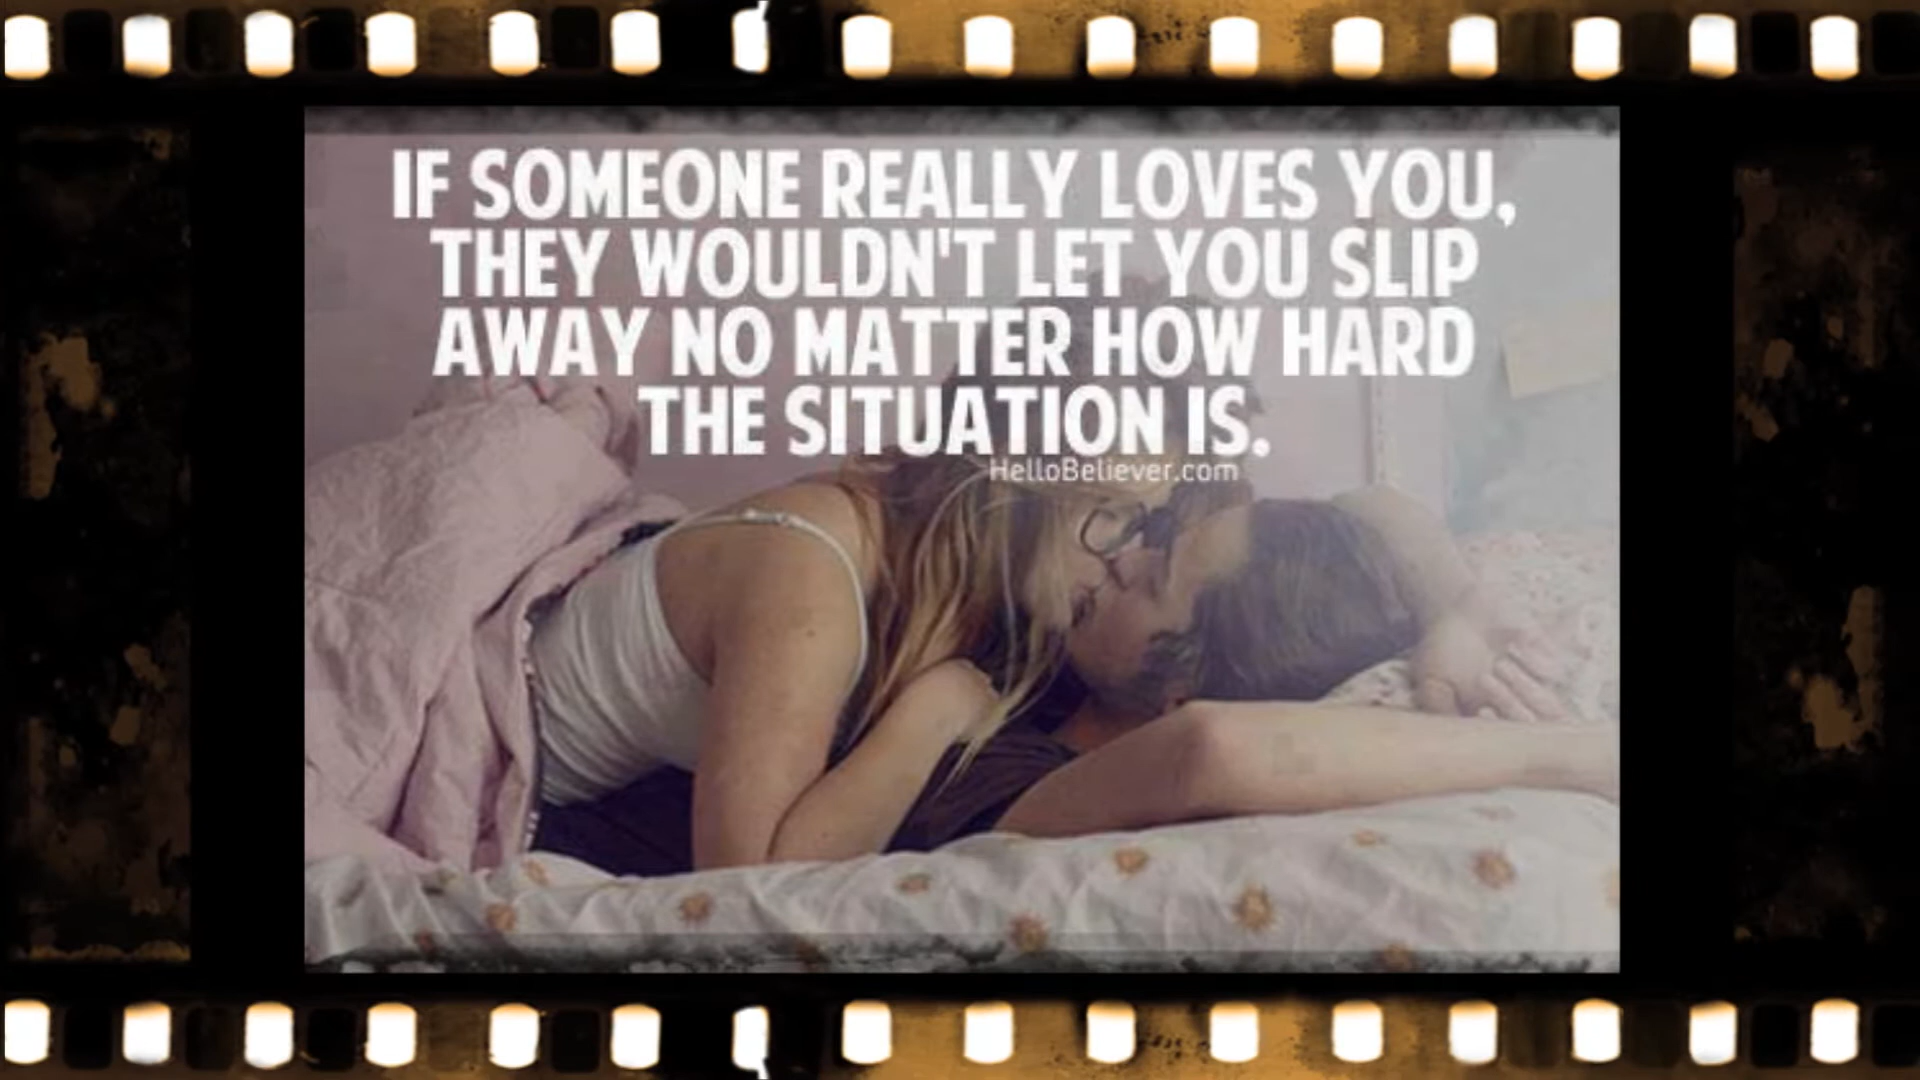 IF SOMEONE REALLY LOVES YOU,
THEY WOULDN'T LET YOU SLIP
AWAY NO MATTER HOW HARD
THE SITUATION IS.
HelloBeliever.com